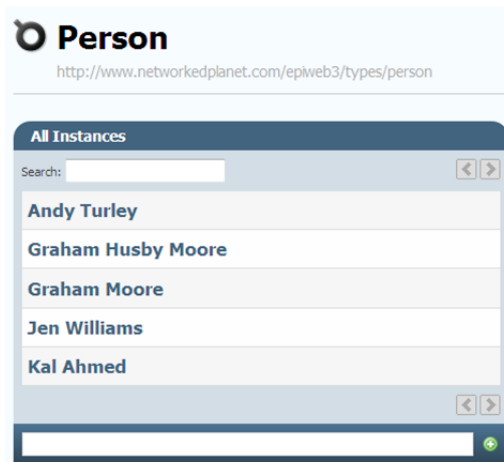 Person
http://www.networkedplanet.com/epiweb3/types/person
All Instances
Search:
Andy Turley
Graham Husby Moore
Graham Moore
Jen Williams
Kal Ahmed